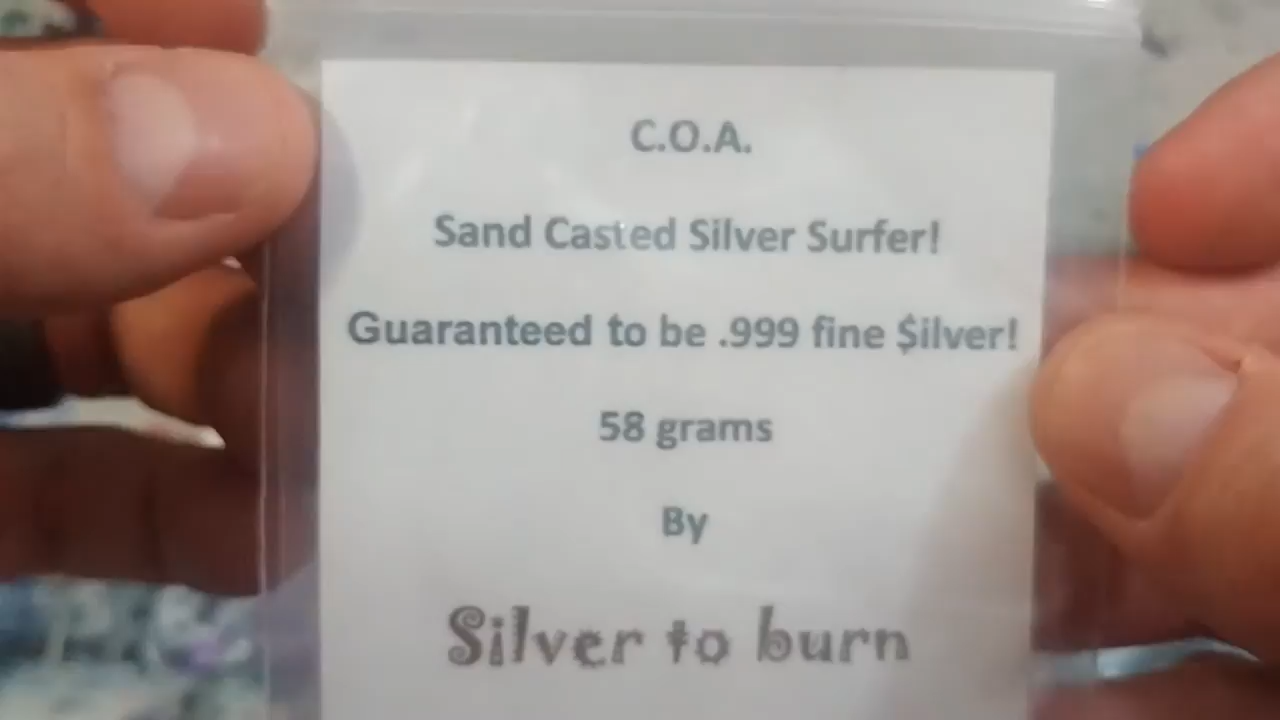 C.O.A.
Sand Casted Silver Surfer!
Guaranteed to be .999 fine $ilver!
58 grams
By
Silver to burn